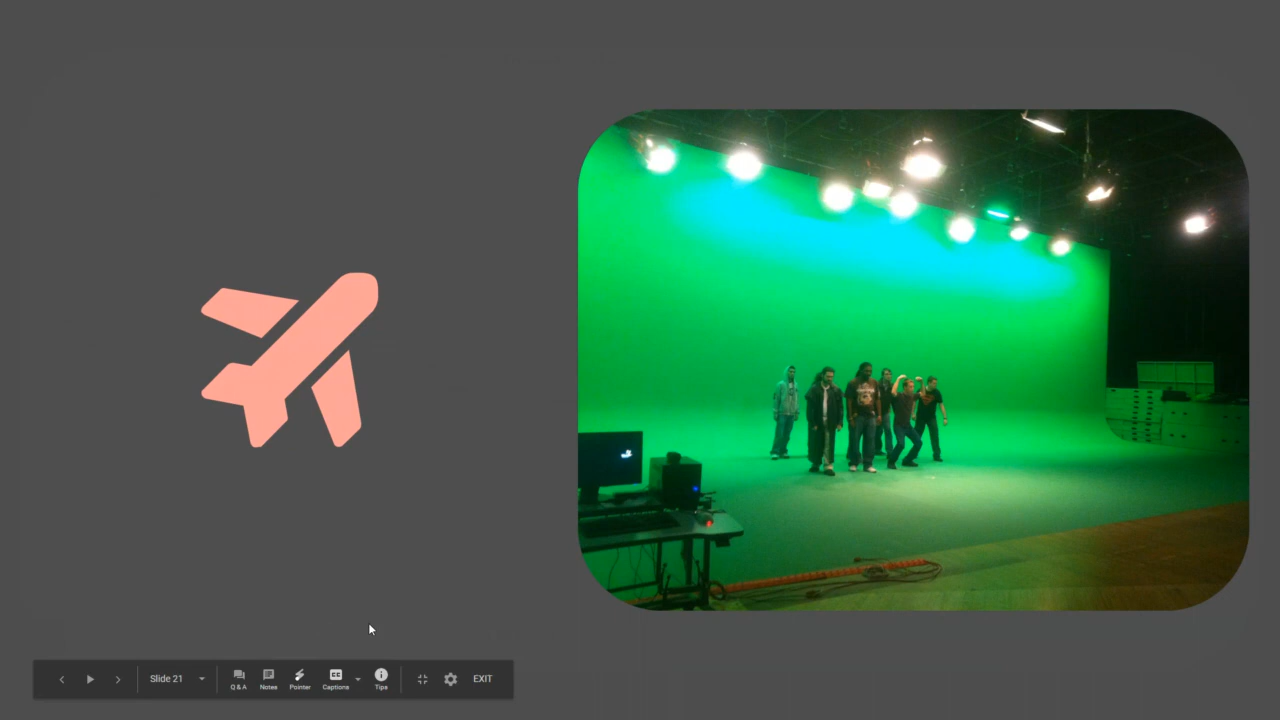 Slide 21
Q & A
Notes
Pointer
Captions
Tips
EXIT